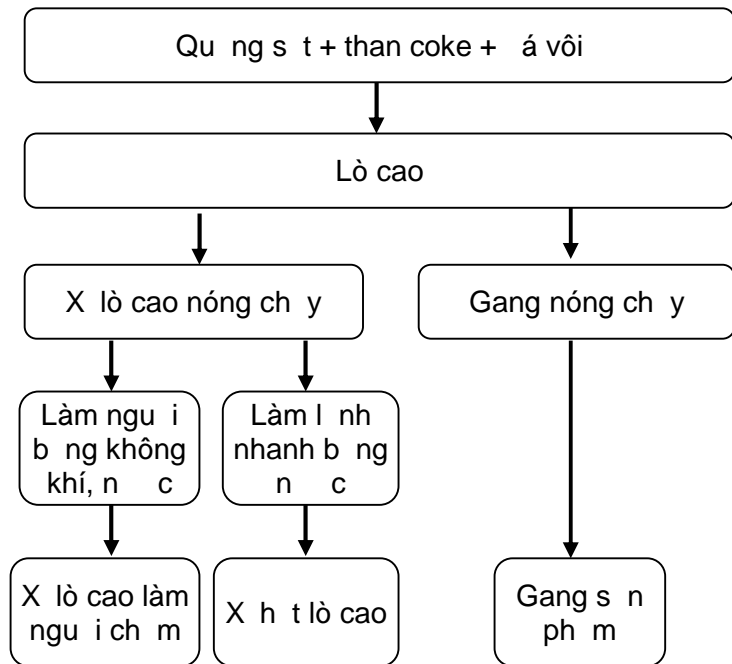 Qu ng s t + than coke + á vôi
Lò cao
X lò cao nóng ch y
Gang nóng ch y
Làm ngu i
b ng không
khí, n c
Làm l nh
nhanh b ng
n c
X lò cao làm
ngu i ch m
X h t lò cao
Gang s n
ph m